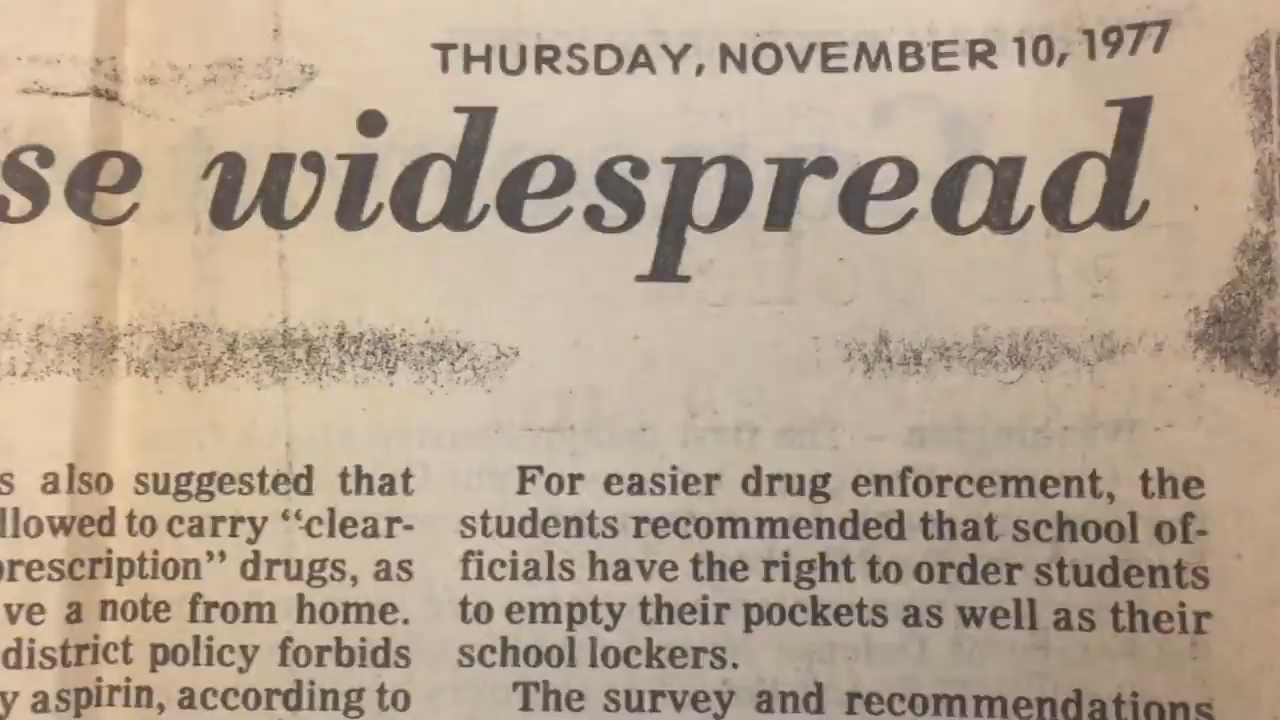 THURSDAY, NOVEMBER 10, 1977
se widespread
s also suggested that
llowed to carry “clear-
prescription” drugs, as
ve a note from home.
district policy forbids
y aspirin, according to
For easier drug enforcement, the
students recommended that school of-
ficials have the right to order students
to empty their pockets as well as their
school lockers.
The survey and recommendations